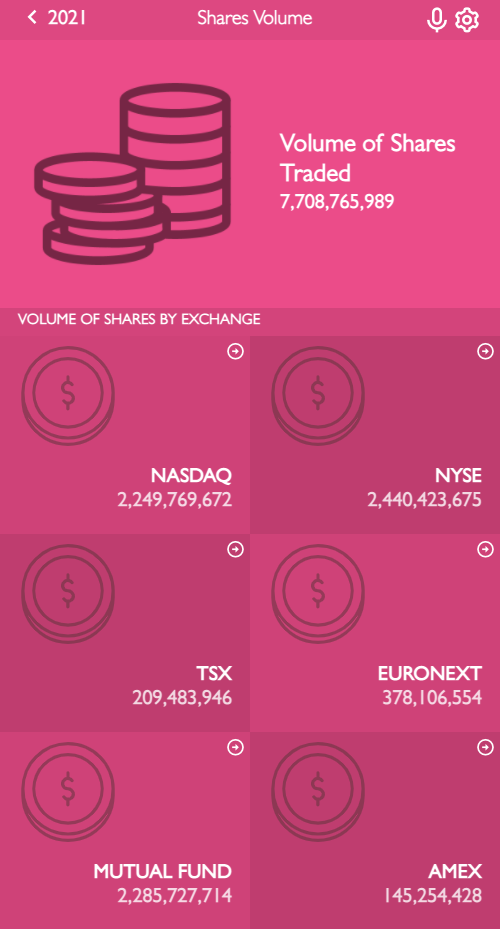 2021
Shares Volume
Volume of Shares
Traded
7,708,765,989
VOLUME OF SHARES BY EXCHANGE
$
$
NASDAQ
2,249,769,672
NYSE
2,440,423,675
$
$
TSX
209,483,946
EURONEXT
378,106,554
$
$
MUTUAL FUND
2,285,727,714
AMEX
145,254,428